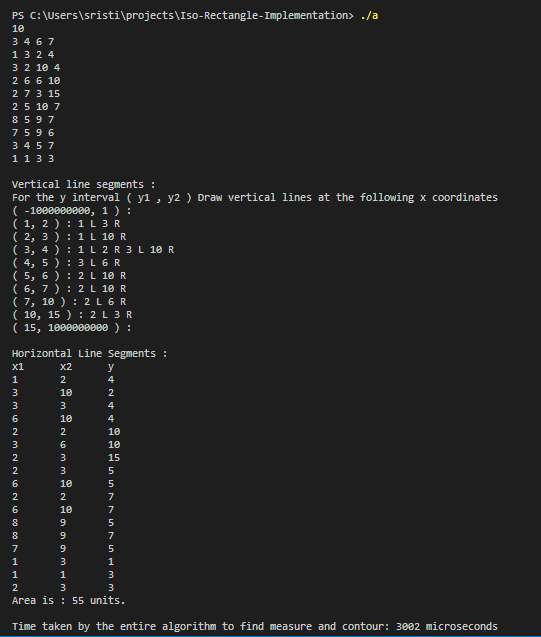 PS C:\Users\sristi\projects\Iso-Rectangle-Implementation> ./a
10
3 4 6 7
1 3 2 4
3 2 10 4
2 6 6 10
2 7 3 15
2 5 10 7
8 5 9 7
7 5 9 6
3 4 5 7
1 1 3 3
Vertical line segments :
For the y interval ( y1 , y2 ) Draw vertical lines at the following x coordinates
( -1000000000, 1 ) :
( 1, 2 ) : 1 L 3 R
( 2, 3 ) : 1 L 10 R
( 3, 4 ) : 1 L 2 R 3 L 10 R
( 4, 5 ) : 3 L 6 R
( 5, 6 ) : 2 L 10 R
( 6, 7 ) : 2 L 10 R
( 7, 10 ) : 2 L 6 R
( 10, 15 ) : 2 L 3 R
( 15, 1000000000 ) :
Horizontal Line Segments :
x1 x2 y
1 2 4
3 10 2
3 3 4
6 10 4
2 2 10
3 6 10
2 3 15
2 3 5
6 10 5
2 2 7
6 10 7
8 9 5
8 9 7
7 9 5
1 3 1
1 1 3
2 3 3
Area is : 55 units.
Time taken by the entire algorithm to find measure and contour: 3002 microseconds